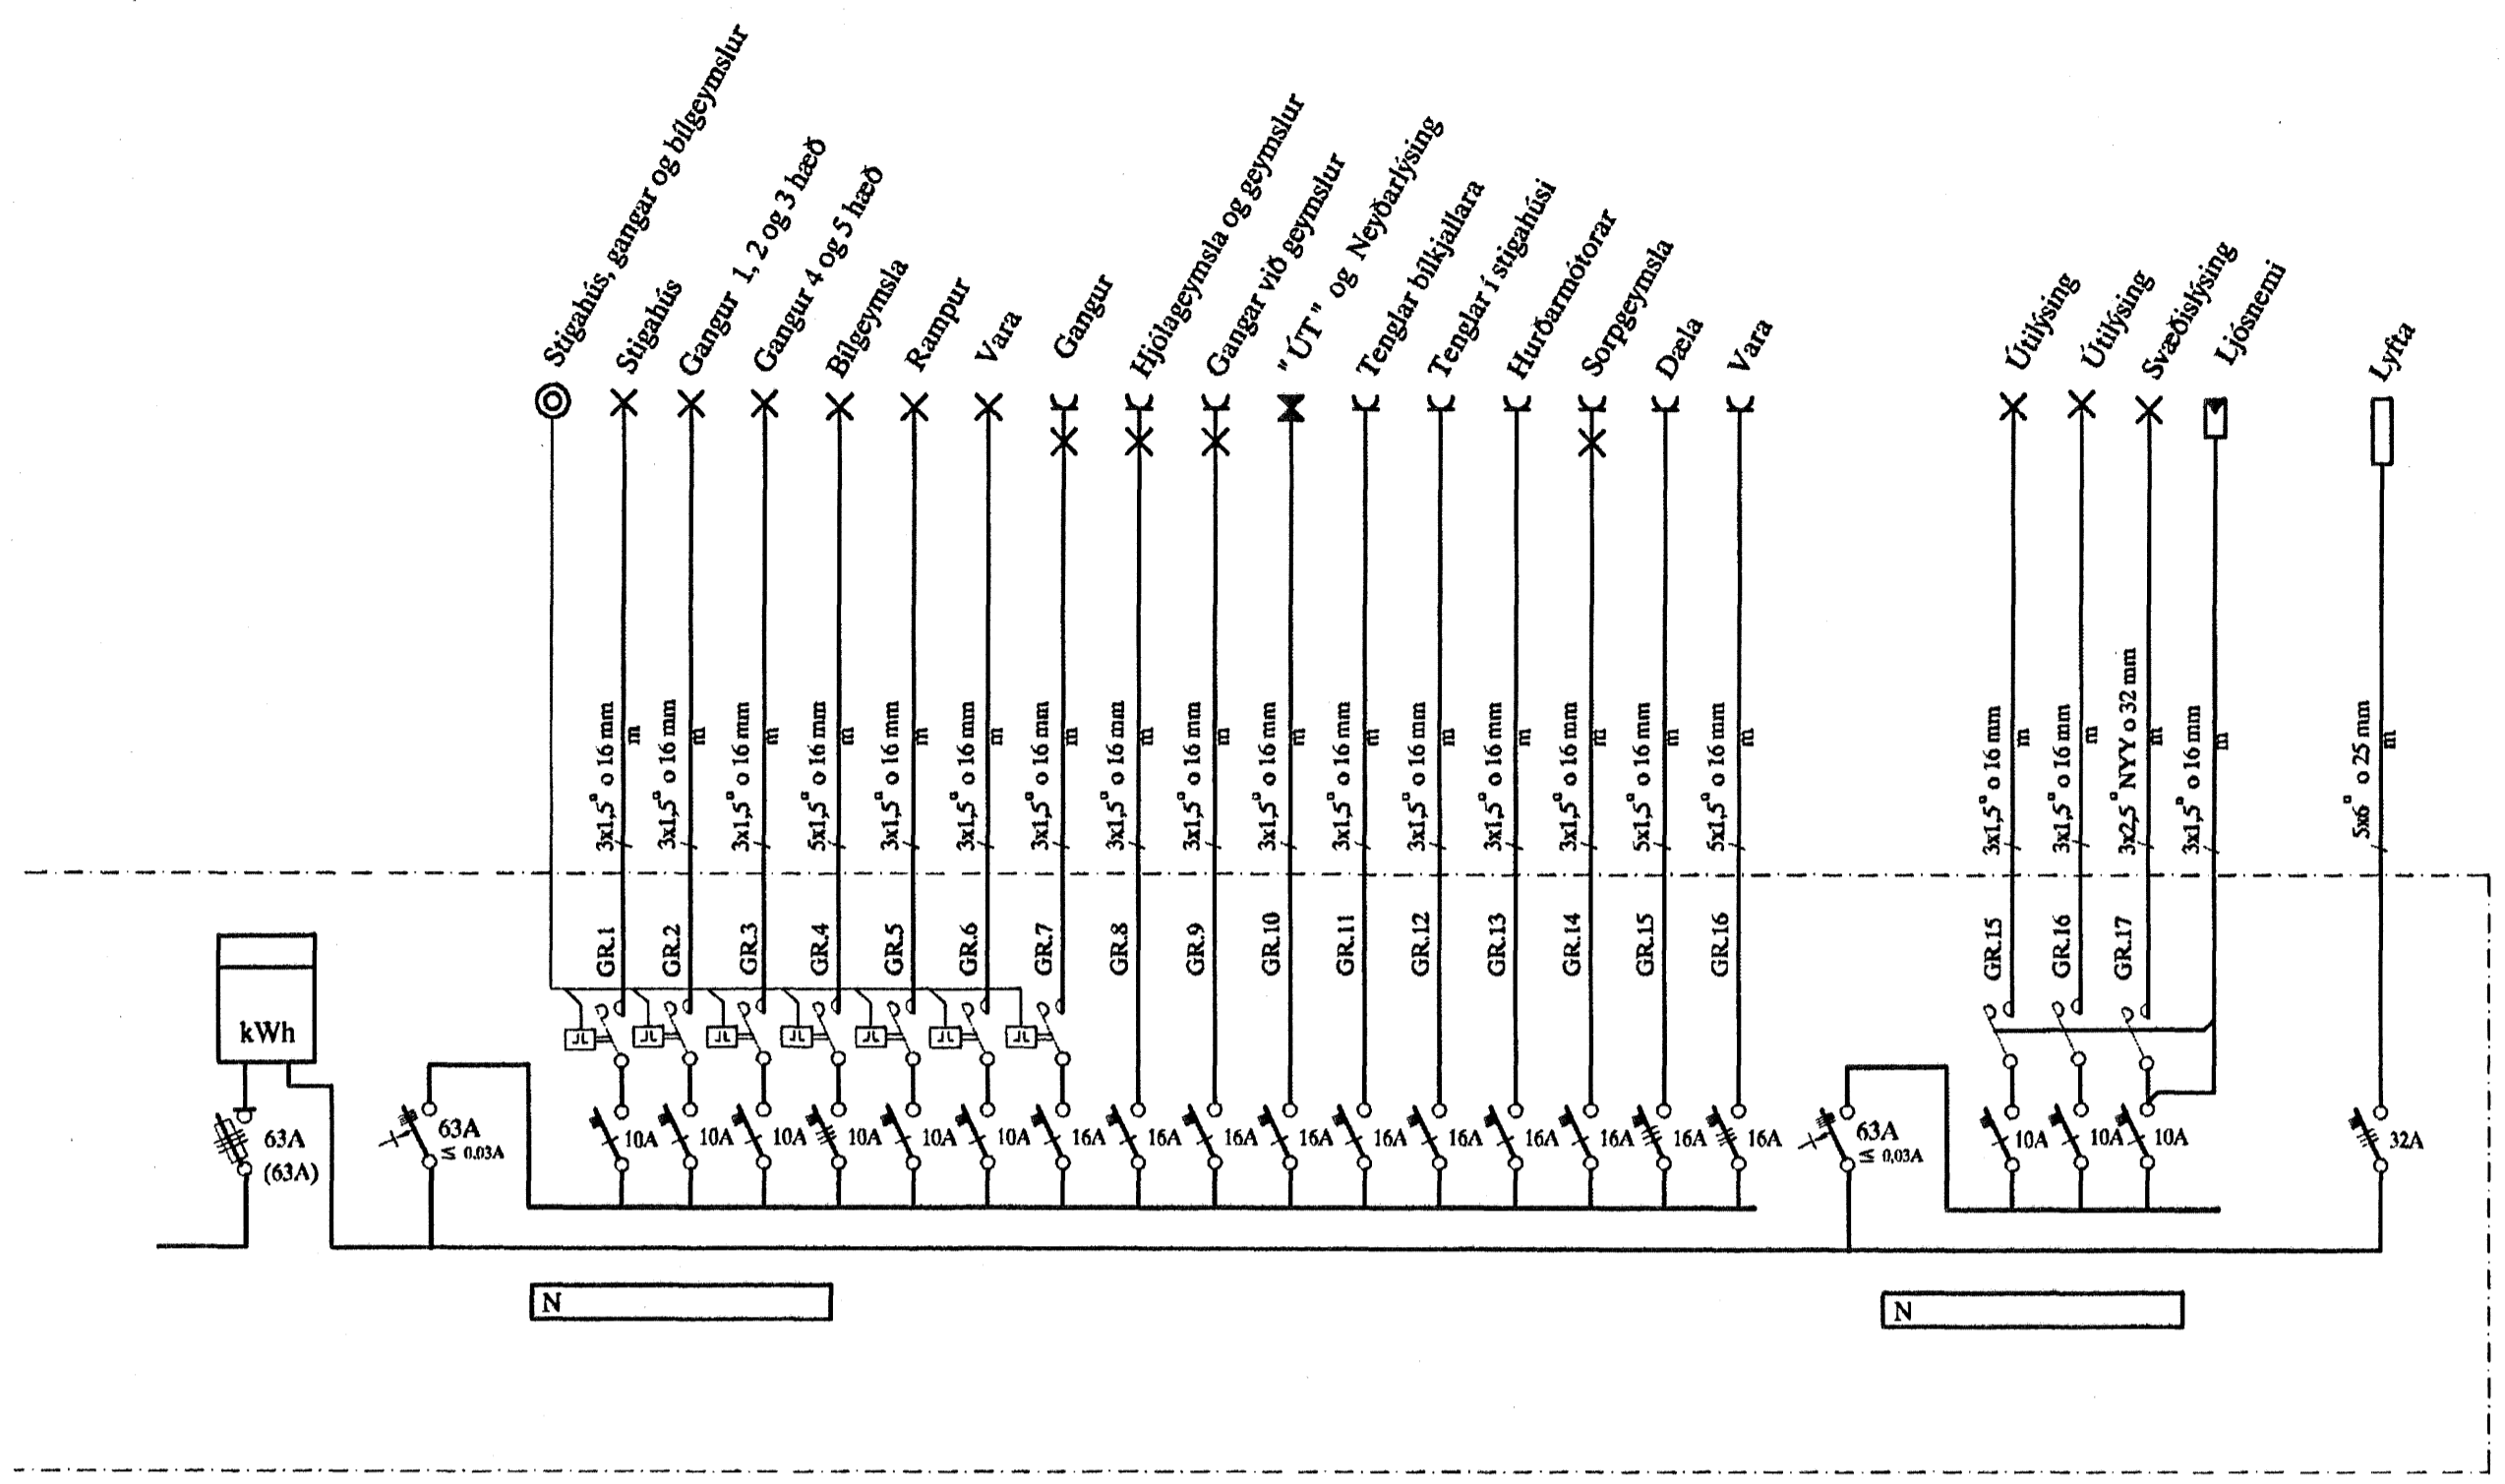 Stigahús, gangar og bílgeymslur
Stigahús
Gangur 1, 2 og 3 hæð
Gangur 4 og 5 hæð
Bílgeymsla
Rampur
Vara
Gangur
Hjólageymsla og geymslur
Gangar við geymslur
"ÚT" og Neyðarlýsing
Tenglar bílkjallara
Tenglar í stigahúsi
Hurðarmótorar
Sorpgeymsla
Dæla
Vara
Útilýsing
Útilýsing
Svæðislýsing
Ljósnemi
Lyfta
3x1,5▫ o 16 mm
m
3x1,5▫ o 16 mm
m
3x1,5▫ o 16 mm
m
5x1,5▫ o 16 mm
m
3x1,5▫ o 16 mm
m
3x1,5▫ o 16 mm
m
3x1,5▫ o 16 mm
m
3x1,5▫ o 16 mm
m
3x1,5▫ o 16 mm
m
3x1,5▫ o 16 mm
m
3x1,5▫ o 16 mm
m
3x1,5▫ o 16 mm
m
3x1,5▫ o 16 mm
m
3x1,5▫ o 16 mm
m
5x1,5▫ o 16 mm
m
5x1,5▫ o 16 mm
m
3x1,5▫ o 16 mm
m
3x1,5▫ o 16 mm
m
3x2,5▫ NYY o 32 mm
m
3x1,5▫ o 16 mm
m
5x6▫ o 25 mm
m
GR.1
GR.2
GR.3
GR.4
GR.5
GR.6
GR.7
GR.8
GR.9
GR.10
GR.11
GR.12
GR.13
GR.14
GR.15
GR.16
GR.15
GR.16
GR.17
kWh
63A
(63A)
63A
≤ 0.03A
10A
10A
10A
10A
10A
10A
16A
16A
16A
16A
16A
16A
16A
16A
16A
16A
63A
≤ 0,03A
10A
10A
10A
32A
N
N